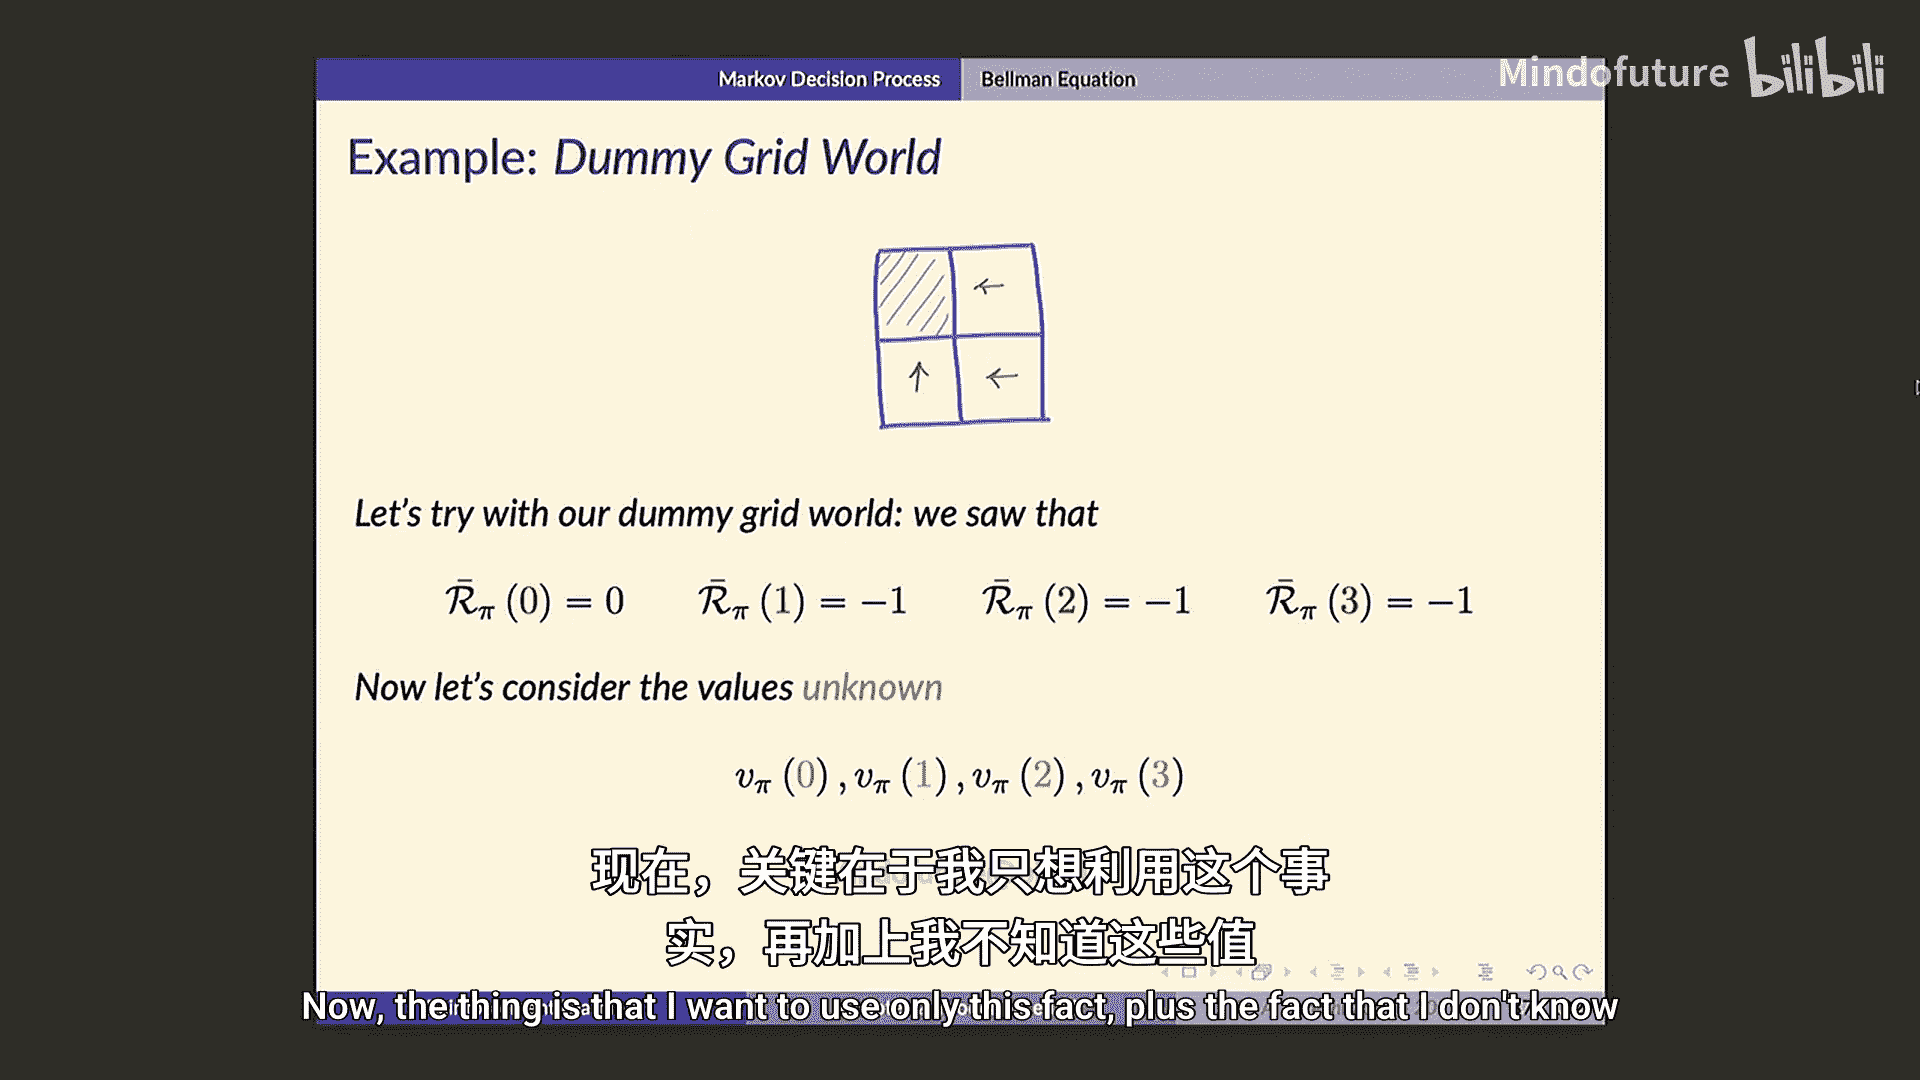 Markov Decision Process Bellman Equation
Mindofuture bilibili
Example: Dummy Grid World
Let's try with our dummy grid world: we saw that
R̄π (0) = 0 R̄π (1) = −1 R̄π (2) = −1 R̄π (3) = −1
Now let's consider the values unknown
vπ (0) , vπ (1) , vπ (2) , vπ (3)
现在，关键在于我只想利用这个事
实，再加上我不知道这些值
Now, the thing is that I want to use only this fact, plus the fact that I don't know